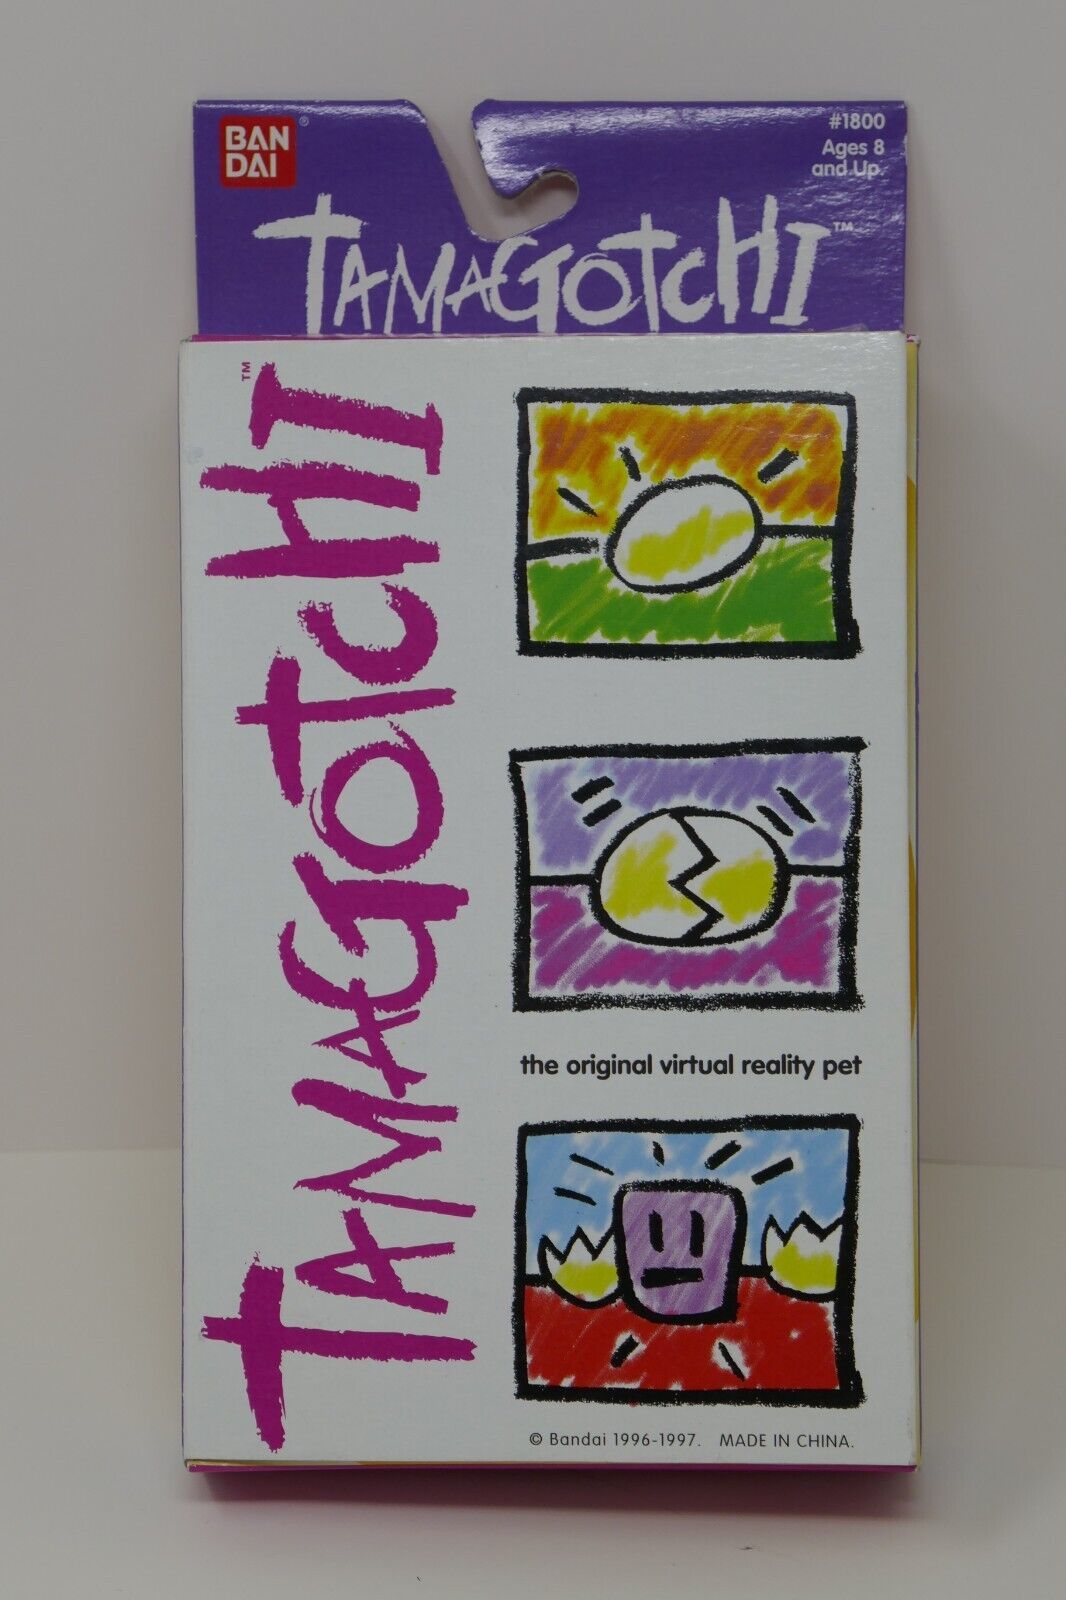 BAN
DAI®
#1800
Ages 8
and Up.
TAMAGOTCHI™
TAMAGOTCHI™
the original virtual reality pet
© Bandai 1996-1997. MADE IN CHINA.